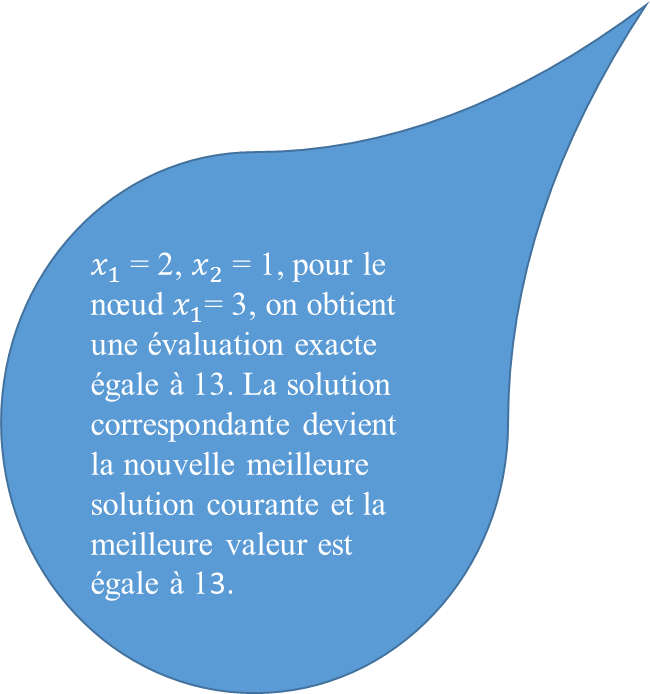 𝑥₁ = 2, 𝑥₂ = 1, pour le
nœud 𝑥₁= 3, on obtient
une évaluation exacte
égale à 13. La solution
correspondante devient
la nouvelle meilleure
solution courante et la
meilleure valeur est
égale à 13.